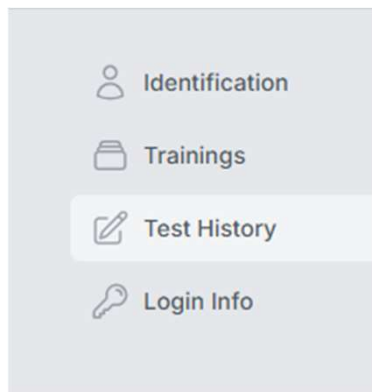 Identification
Trainings
Test History
Login Info